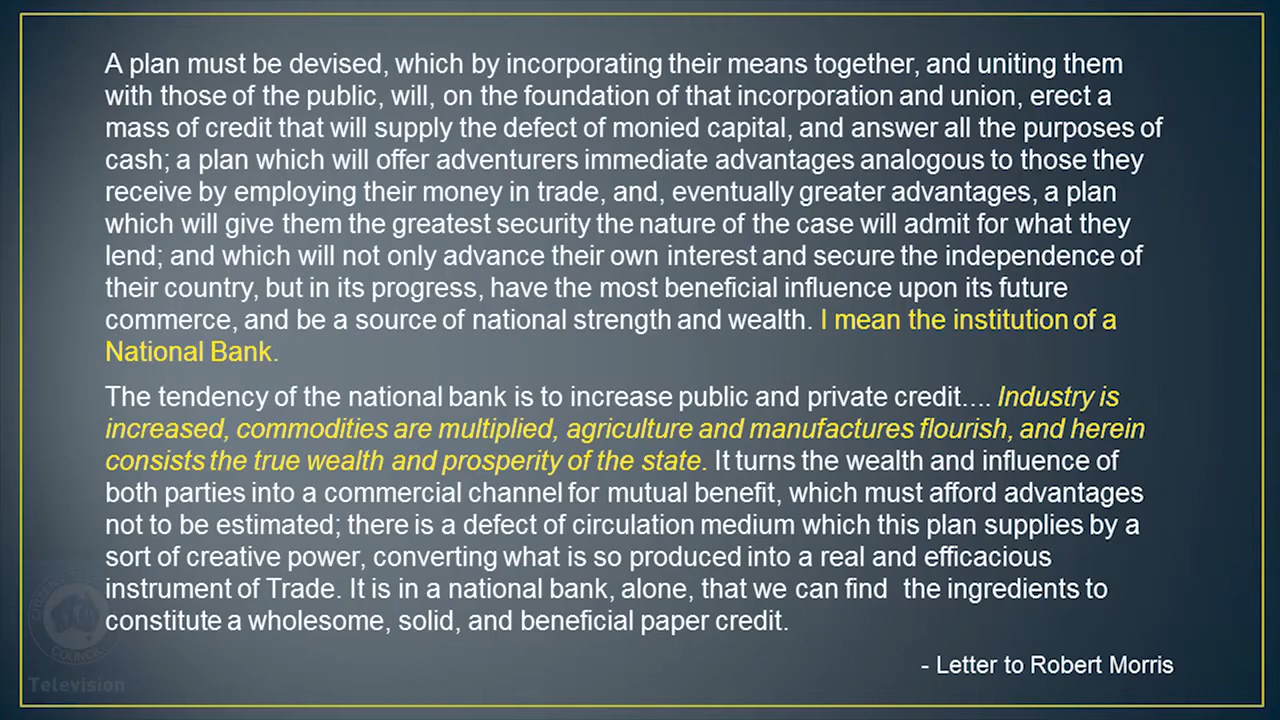 A plan must be devised, which by incorporating their means together, and uniting them
with those of the public, will, on the foundation of that incorporation and union, erect a
mass of credit that will supply the defect of monied capital, and answer all the purposes of
cash; a plan which will offer adventurers immediate advantages analogous to those they
receive by employing their money in trade, and, eventually greater advantages, a plan
which will give them the greatest security the nature of the case will admit for what they
lend; and which will not only advance their own interest and secure the independence of
their country, but in its progress, have the most beneficial influence upon its future
commerce, and be a source of national strength and wealth. I mean the institution of a
National Bank.
The tendency of the national bank is to increase public and private credit.... Industry is
increased, commodities are multiplied, agriculture and manufactures flourish, and herein
consists the true wealth and prosperity of the state. It turns the wealth and influence of
both parties into a commercial channel for mutual benefit, which must afford advantages
not to be estimated; there is a defect of circulation medium which this plan supplies by a
sort of creative power, converting what is so produced into a real and efficacious
instrument of Trade. It is in a national bank, alone, that we can find the ingredients to
constitute a wholesome, solid, and beneficial paper credit.
- Letter to Robert Morris
COUNCIL
Television